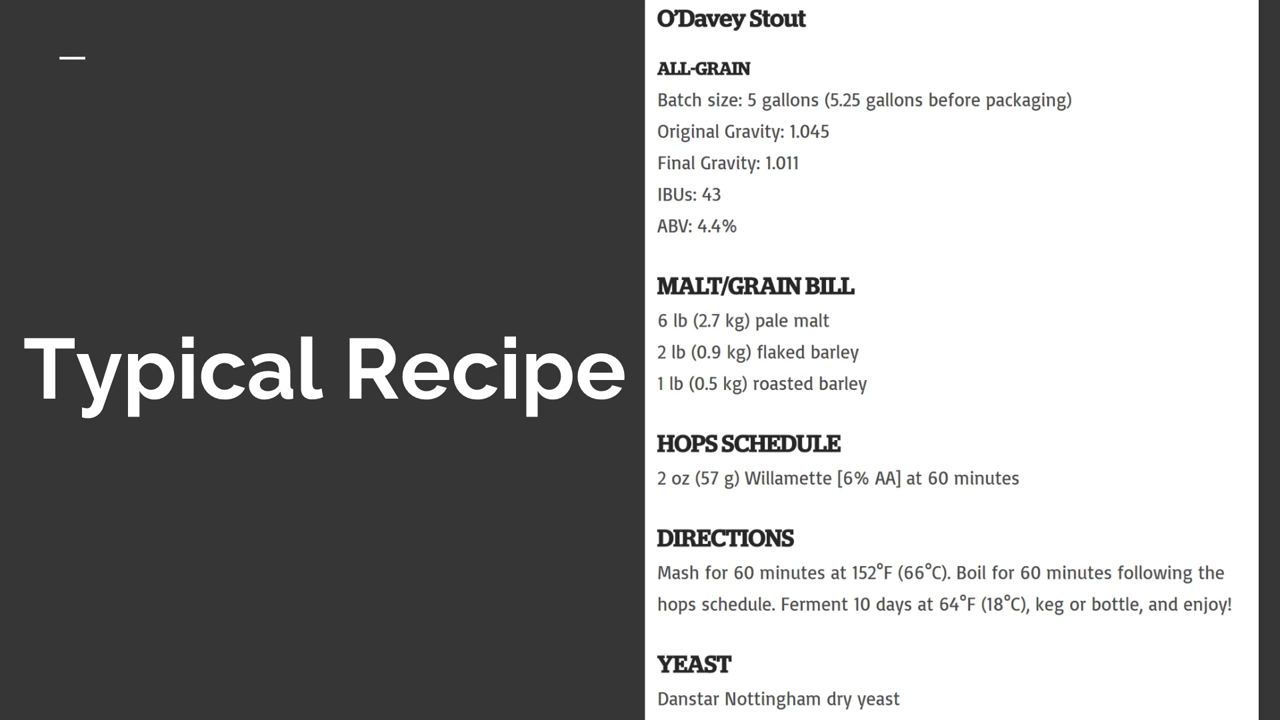 Typical Recipe
O'Davey Stout
ALL-GRAIN
Batch size: 5 gallons (5.25 gallons before packaging)
Original Gravity: 1.045
Final Gravity: 1.011
IBUs: 43
ABV: 4.4%
MALT/GRAIN BILL
6 lb (2.7 kg) pale malt
2 lb (0.9 kg) flaked barley
1 lb (0.5 kg) roasted barley
HOPS SCHEDULE
2 oz (57 g) Willamette [6% AA] at 60 minutes
DIRECTIONS
Mash for 60 minutes at 152°F (66°C). Boil for 60 minutes following the
hops schedule. Ferment 10 days at 64°F (18°C), keg or bottle, and enjoy!
YEAST
Danstar Nottingham dry yeast